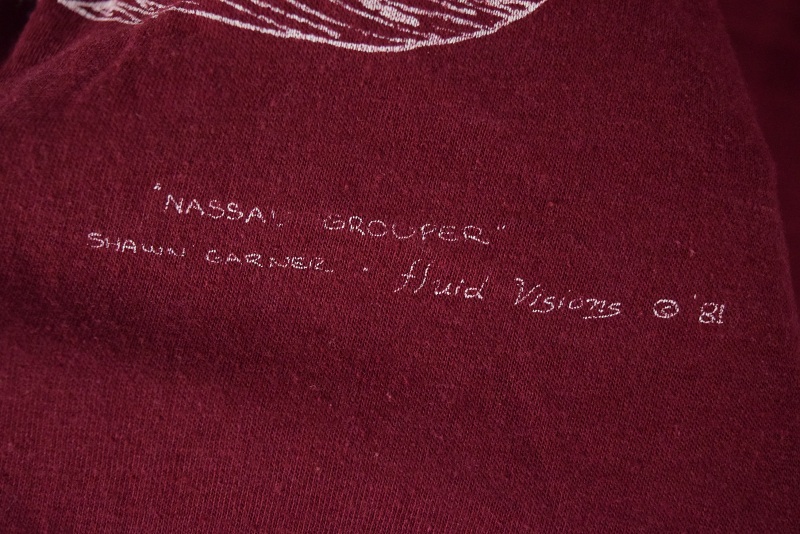 "NASSAU GROUPER"
SHAWN GARNER · fluid Visions © '81